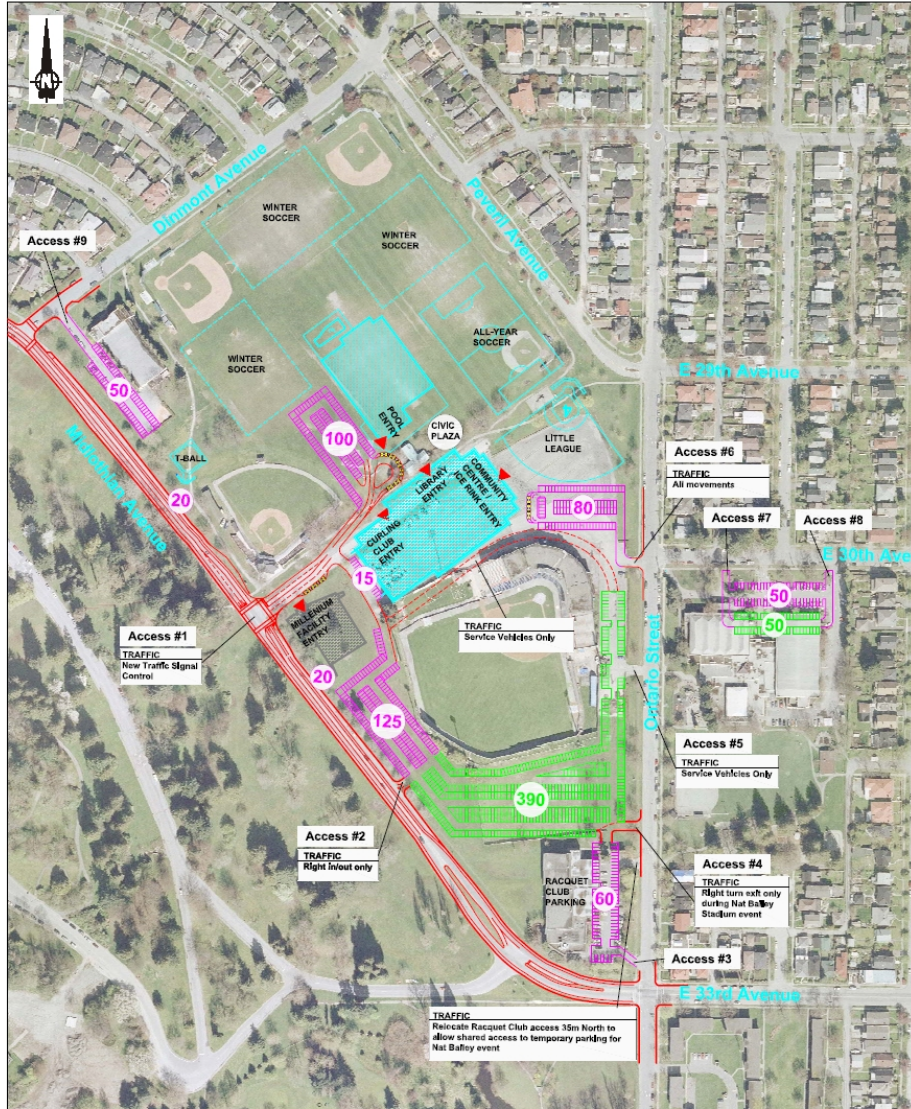 N
Dinmont Avenue
Peveril Avenue
WINTER
SOCCER
WINTER
SOCCER
Access #9
ALL-YEAR
SOCCER
WINTER
SOCCER
E 29th Avenue
50
POOL
ENTRY
CIVIC
PLAZA
100
LITTLE
LEAGUE
T-BALL
Access #6
TRAFFIC
All movements
LIBRARY
ENTRY
COMMUNITY
CENTRE /
ICE RINK ENTRY
20
80
Midlothian Avenue
CURLING
CLUB
ENTRY
Access #7
Access #8
E 30th Ave
15
50
50
MILLENIUM
FACILITY
ENTRY
TRAFFIC
Service Vehicles Only
Access #1
TRAFFIC
New Traffic Signal
Control
Ontario Street
20
125
Access #5
TRAFFIC
Service Vehicles Only
390
Access #2
TRAFFIC
Right in/out only
Access #4
TRAFFIC
Right turn exit only
during Nat Bailey
Stadium event
RACQUET
CLUB
PARKING
60
Access #3
E 33rd Avenue
TRAFFIC
Relocate Racquet Club access 35m North to
allow shared access to temporary parking for
Nat Bailey event